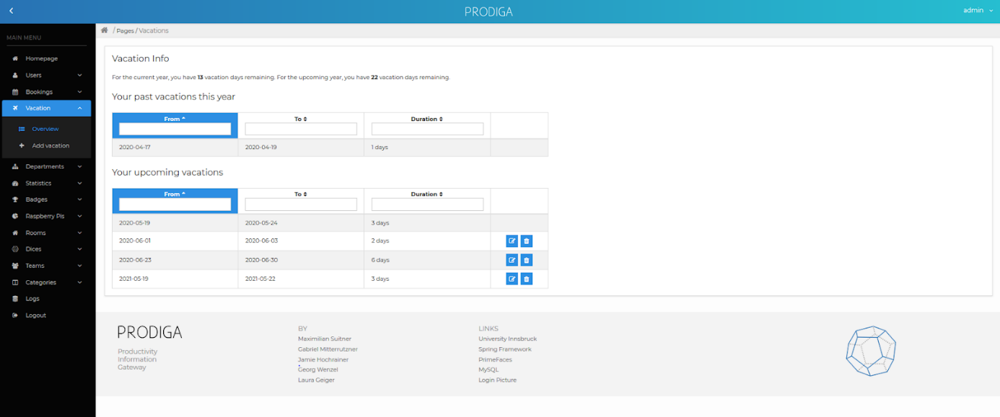 PRODIGA
admin
MAIN MENU
/ Pages / Vacations
Homepage
Users
Bookings
Vacation
Overview
Add vacation
Departments
Statistics
Badges
Raspberry Pis
Rooms
Dices
Teams
Categories
Logs
Logout
Vacation Info
For the current year, you have 13 vacation days remaining. For the upcoming year, you have 22 vacation days remaining.
Your past vacations this year
From To Duration
2020-04-17 2020-04-19 1 days
Your upcoming vacations
From To Duration
2020-05-19 2020-05-24 3 days
2020-06-01 2020-06-03 2 days
2020-06-23 2020-06-30 6 days
2021-05-19 2021-05-22 3 days
PRODIGA
Productivity
Information
Gateway
BY
Maximilian Suitner
Gabriel Mitterrutzner
Jamie Hochrainer
Georg Wenzel
Laura Geiger
LINKS
University Innsbruck
Spring Framework
PrimeFaces
MySQL
Login Picture